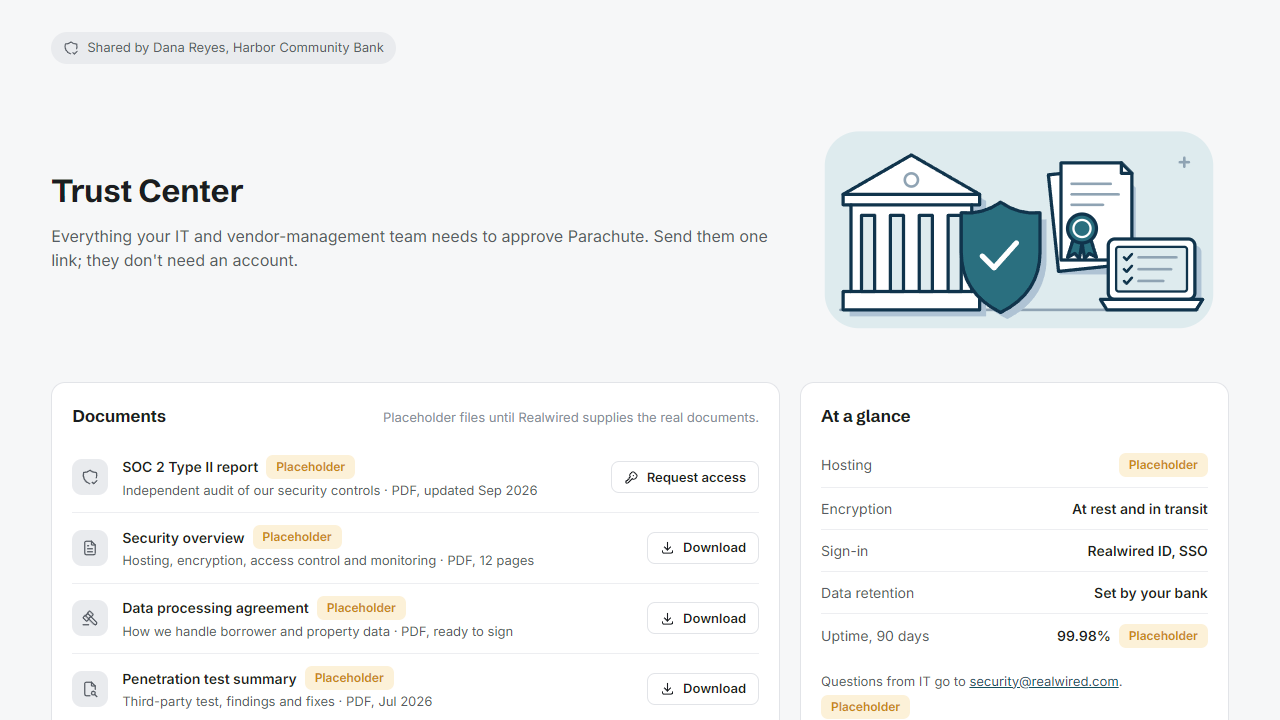 Shared by Dana Reyes, Harbor Community Bank
Trust Center
Everything your IT and vendor-management team needs to approve Parachute. Send them one
link; they don't need an account.
Documents
Placeholder files until Realwired supplies the real documents.
SOC 2 Type II report Placeholder
Independent audit of our security controls · PDF, updated Sep 2026
Request access
Security overview Placeholder
Hosting, encryption, access control and monitoring · PDF, 12 pages
Download
Data processing agreement Placeholder
How we handle borrower and property data · PDF, ready to sign
Download
Penetration test summary Placeholder
Third-party test, findings and fixes · PDF, Jul 2026
Download
At a glance
Hosting Placeholder
Encryption At rest and in transit
Sign-in Realwired ID, SSO
Data retention Set by your bank
Uptime, 90 days 99.98% Placeholder
Questions from IT go to security@realwired.com.
Placeholder